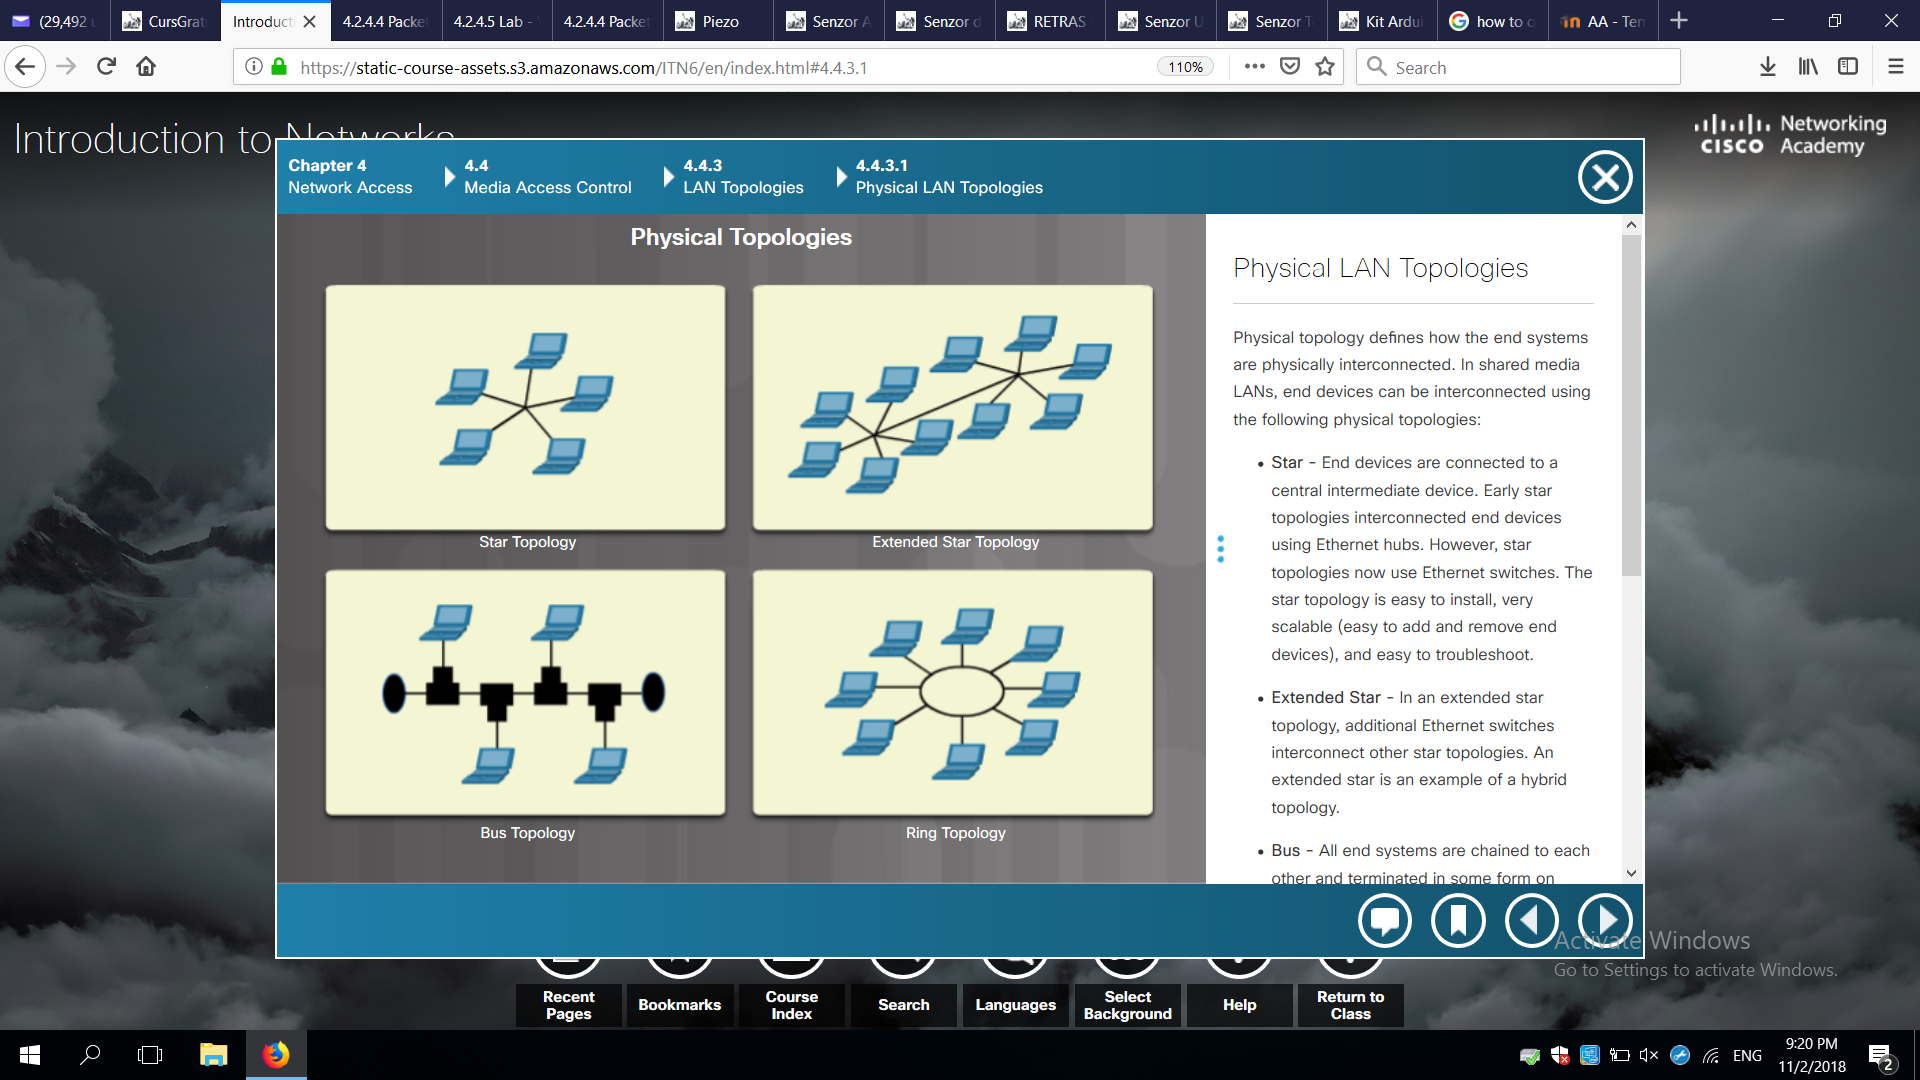 (29,492
CursGrat
Introducti
4.2.4.4 Packe
4.2.4.5 Lab -
4.2.4.4 Packet
Piezo
Senzor A
Senzor d
RETRAS
Senzor U
Senzor T
Kit Ardui
how to o
AA - Tem
https://static-course-assets.s3.amazonaws.com/ITN6/en/index.html#4.4.3.1
110%
Search
Introduction to Networks
CISCO
Networking
Academy
Chapter 4
Network Access
4.4
Media Access Control
4.4.3
LAN Topologies
4.4.3.1
Physical LAN Topologies
Physical Topologies
Star Topology
Extended Star Topology
Bus Topology
Ring Topology
Physical LAN Topologies
Physical topology defines how the end systems
are physically interconnected. In shared media
LANs, end devices can be interconnected using
the following physical topologies:
• Star - End devices are connected to a
central intermediate device. Early star
topologies interconnected end devices
using Ethernet hubs. However, star
topologies now use Ethernet switches. The
star topology is easy to install, very
scalable (easy to add and remove end
devices), and easy to troubleshoot.
• Extended Star - In an extended star
topology, additional Ethernet switches
interconnect other star topologies. An
extended star is an example of a hybrid
topology.
• Bus - All end systems are chained to each
other and terminated in some form on
Activate Windows
Go to Settings to activate Windows.
Recent
Pages
Bookmarks
Course
Index
Search
Languages
Select
Background
Help
Return to
Class
ENG
9:20 PM
11/2/2018
2